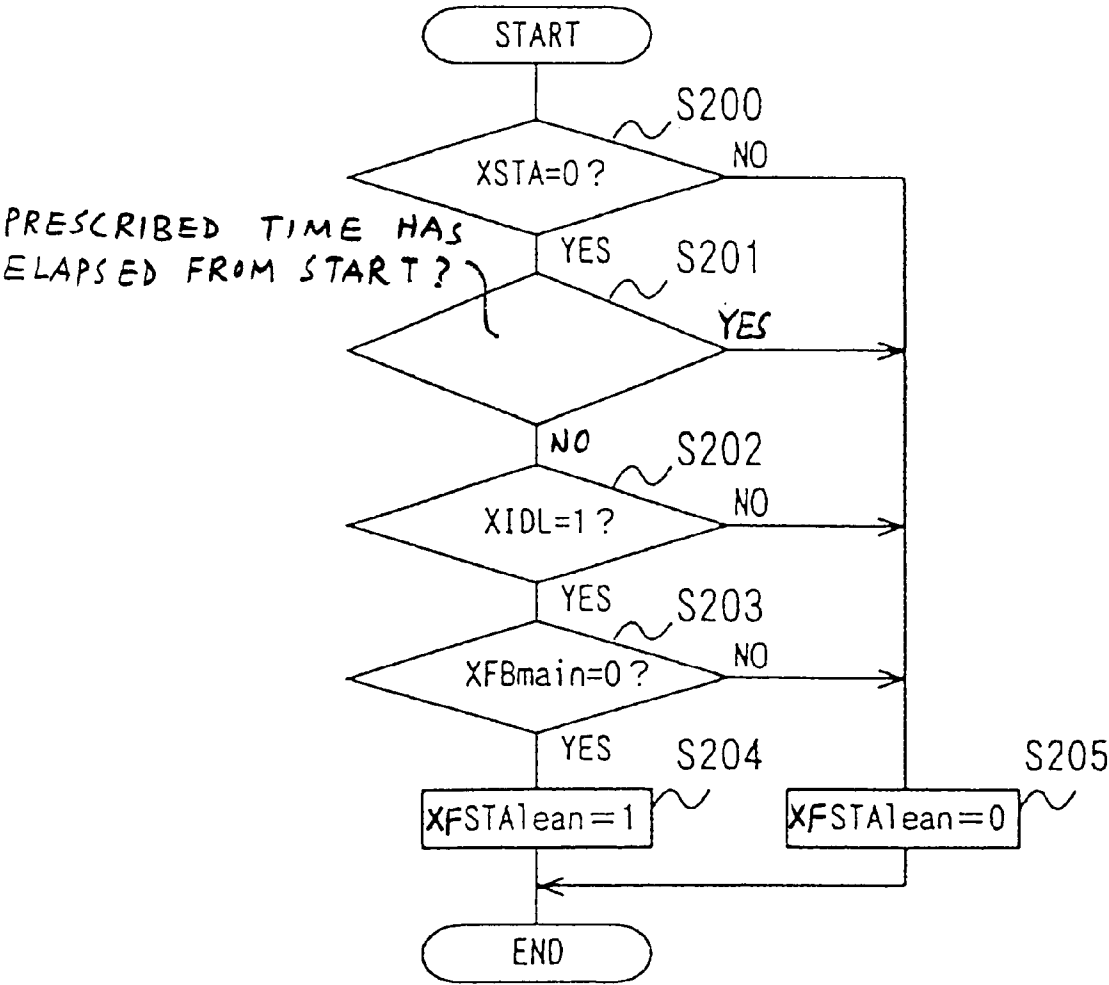 START
S200
XSTA=0?
NO
YES
PRESCRIBED TIME HAS
ELAPSED FROM START?
S201
YES
NO
S202
XIDL=1?
NO
YES
S203
XFBmain=0?
NO
YES
S204
XFSTAlean=1
S205
XFSTAlean=0
END